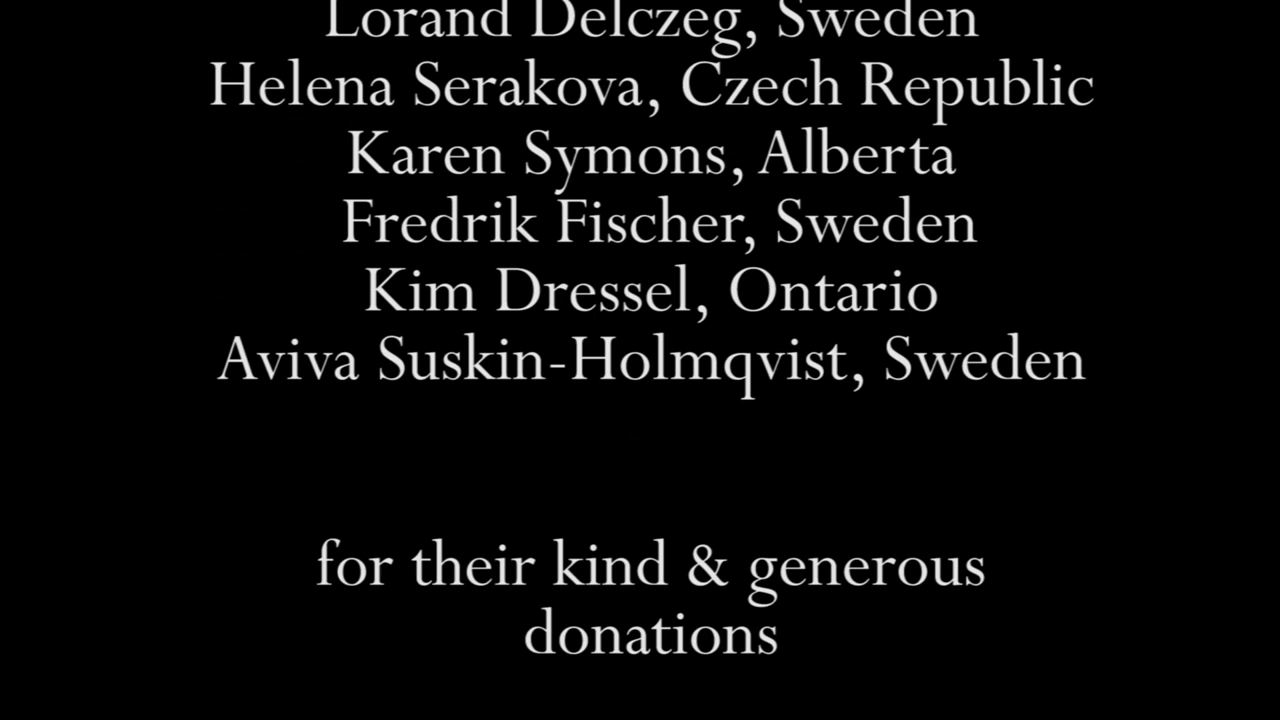 Lorand Delczeg, Sweden
Helena Serakova, Czech Republic
Karen Symons, Alberta
Fredrik Fischer, Sweden
Kim Dressel, Ontario
Aviva Suskin-Holmqvist, Sweden
for their kind & generous
donations